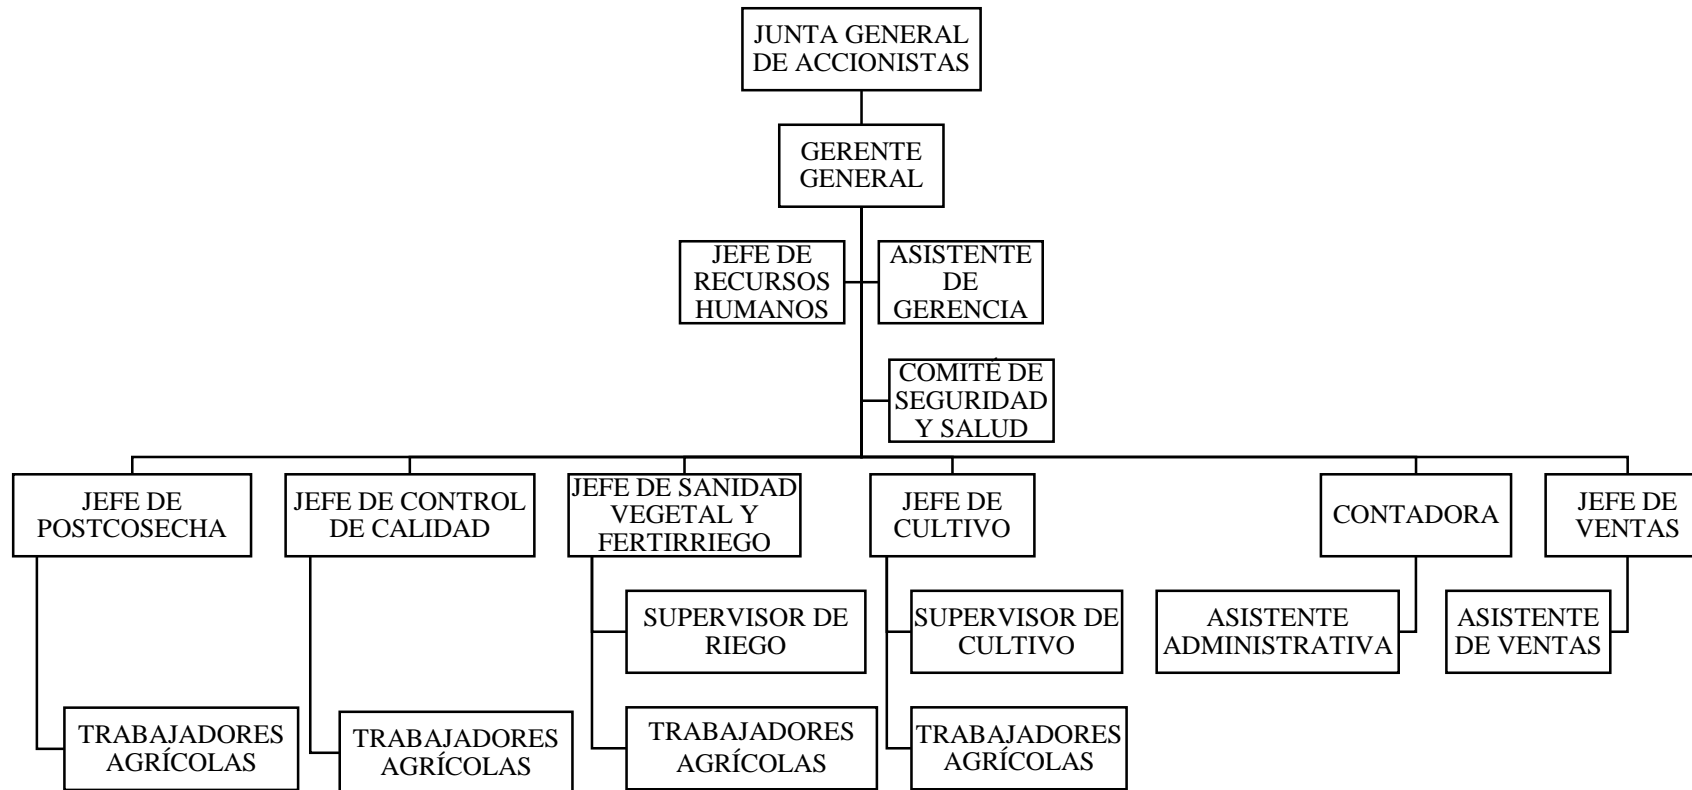 JUNTA GENERAL
DE ACCIONISTAS
GERENTE
GENERAL
JEFE DE
RECURSOS
HUMANOS
ASISTENTE
DE
GERENCIA
COMITÉ DE
SEGURIDAD
Y SALUD
JEFE DE
POSTCOSECHA
JEFE DE CONTROL
DE CALIDAD
JEFE DE SANIDAD
VEGETAL Y
FERTIRRIEGO
JEFE DE
CULTIVO
CONTADORA
JEFE DE
VENTAS
SUPERVISOR DE
RIEGO
SUPERVISOR DE
CULTIVO
ASISTENTE
ADMINISTRATIVA
ASISTENTE
DE VENTAS
TRABAJADORES
AGRÍCOLAS
TRABAJADORES
AGRÍCOLAS
TRABAJADORES
AGRÍCOLAS
TRABAJADORES
AGRÍCOLAS